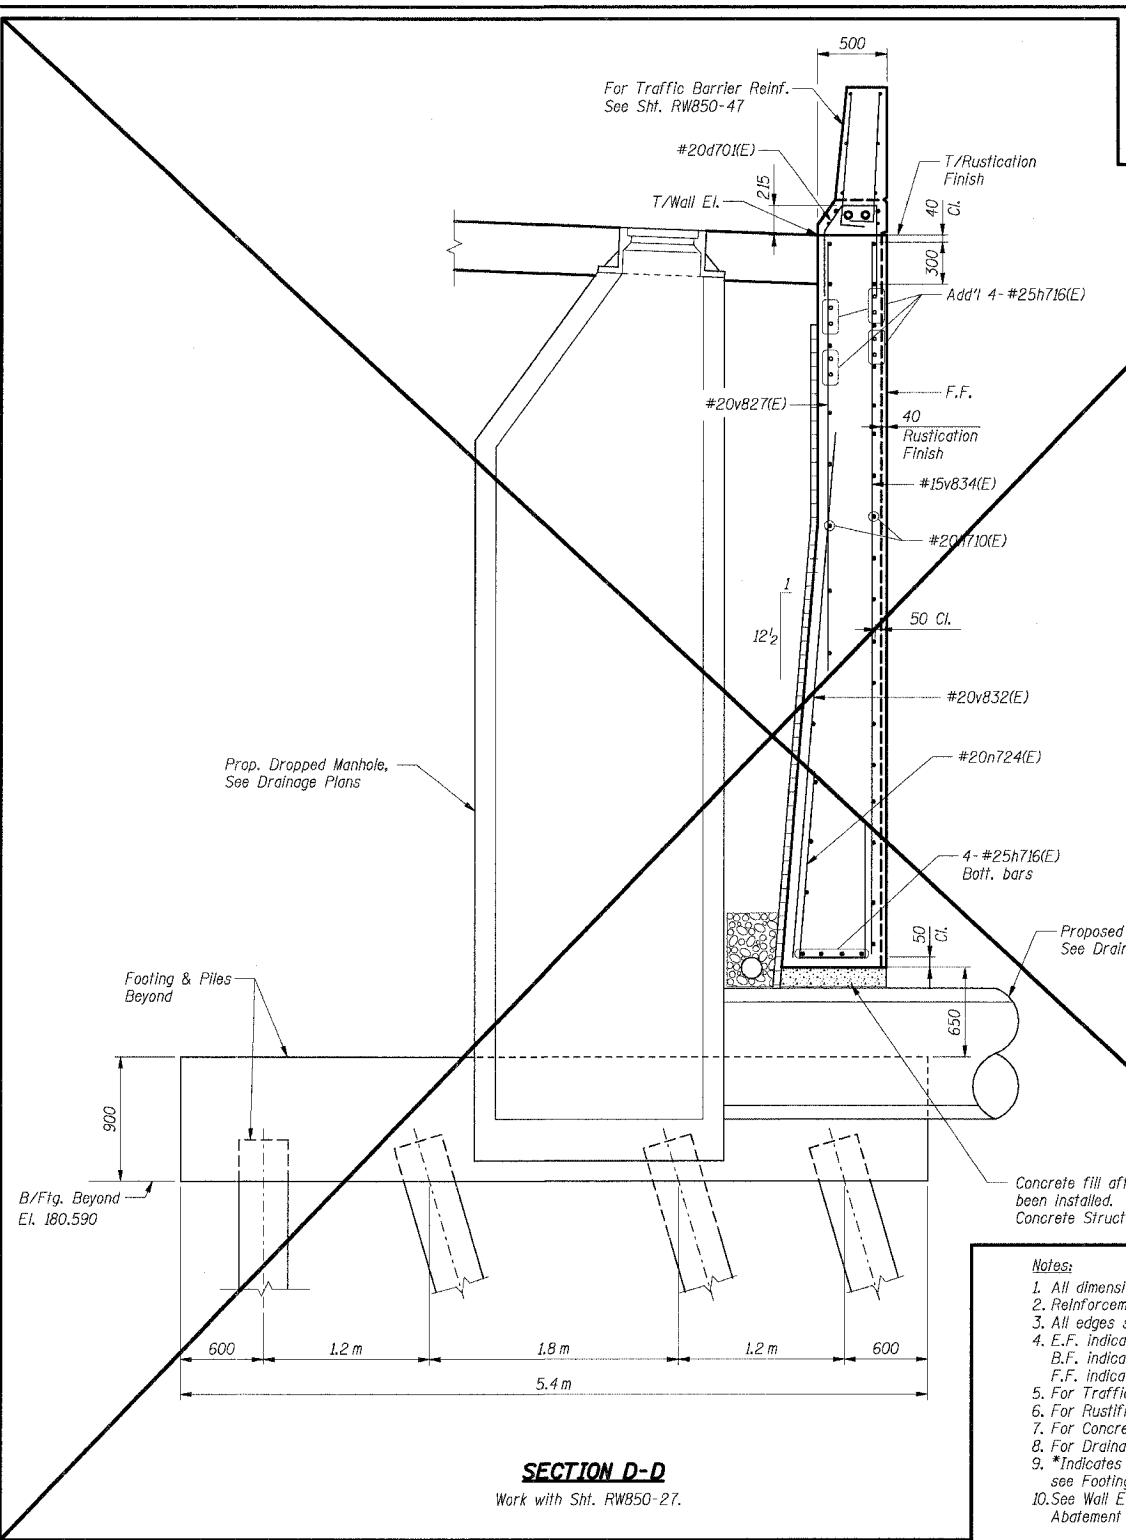 500
For Traffic Barrier Reinf.
See Sht. RW850-47
#20d701(E)
215
T/Wall El.
T/Rustication
Finish
40
Cl.
300
Add'l 4-#25h716(E)
#20v827(E)
F.F.
40
Rustication
Finish
#15v834(E)
#20h710(E)
1
12 1/2
50 Cl.
#20v832(E)
Prop. Dropped Manhole,
See Drainage Plans
#20n724(E)
4-#25h716(E)
Bott. bars
50
Cl.
Proposed
See Drain
Footing & Piles
Beyond
650
900
B/Ftg. Beyond
El. 180.590
Concrete fill aft
been installed.
Concrete Struct
600
1.2 m
1.8 m
1.2 m
600
5.4 m
SECTION D-D
Work with Sht. RW850-27.
Notes:
1. All dimensi
2. Reinforcem
3. All edges s
4. E.F. indica
B.F. indica
F.F. indica
5. For Traffic
6. For Rustifi
7. For Concre
8. For Draina
9. *Indicates
see Footing
10. See Wall E
Abatement